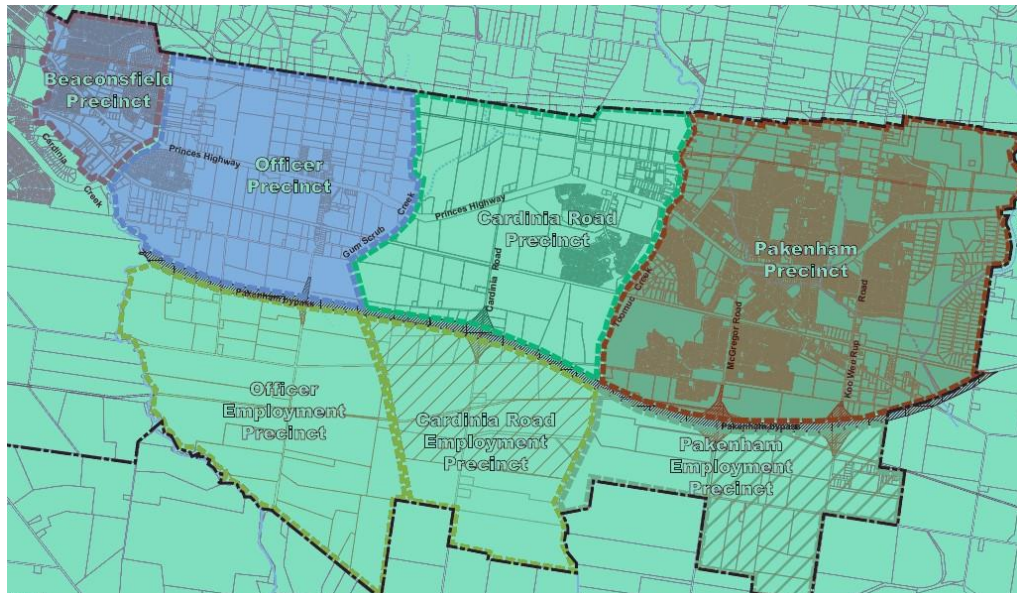 Beaconsfield
Precinct
Cardinia
Creek
Princes Highway
Officer
Precinct
Gum Scrub
Creek
Princes Highway
Cardinia Road
Precinct
Cardinia Road
Toomuc Creek
Pakenham
Precinct
McGregor Road
Koo Wee Rup
Road
Pakenham bypass
Pakenham bypass
Officer
Employment
Precinct
Cardinia Road
Employment
Precinct
Pakenham
Employment
Precinct